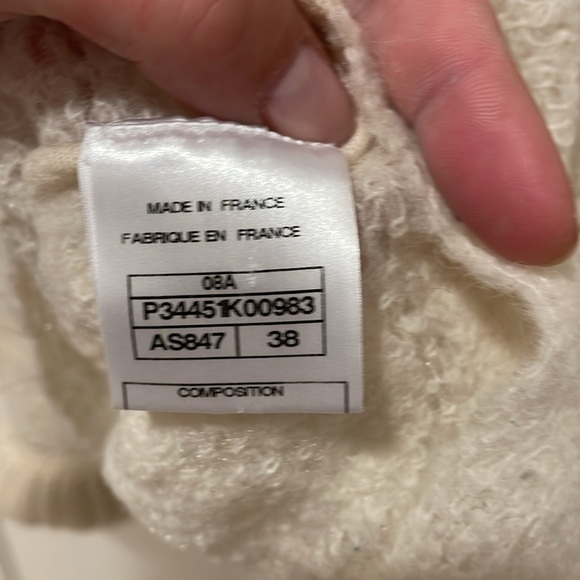 MADE IN FRANCE
FABRIQUE EN FRANCE
08A
P34451K00983
AS847 38
COMPOSITION